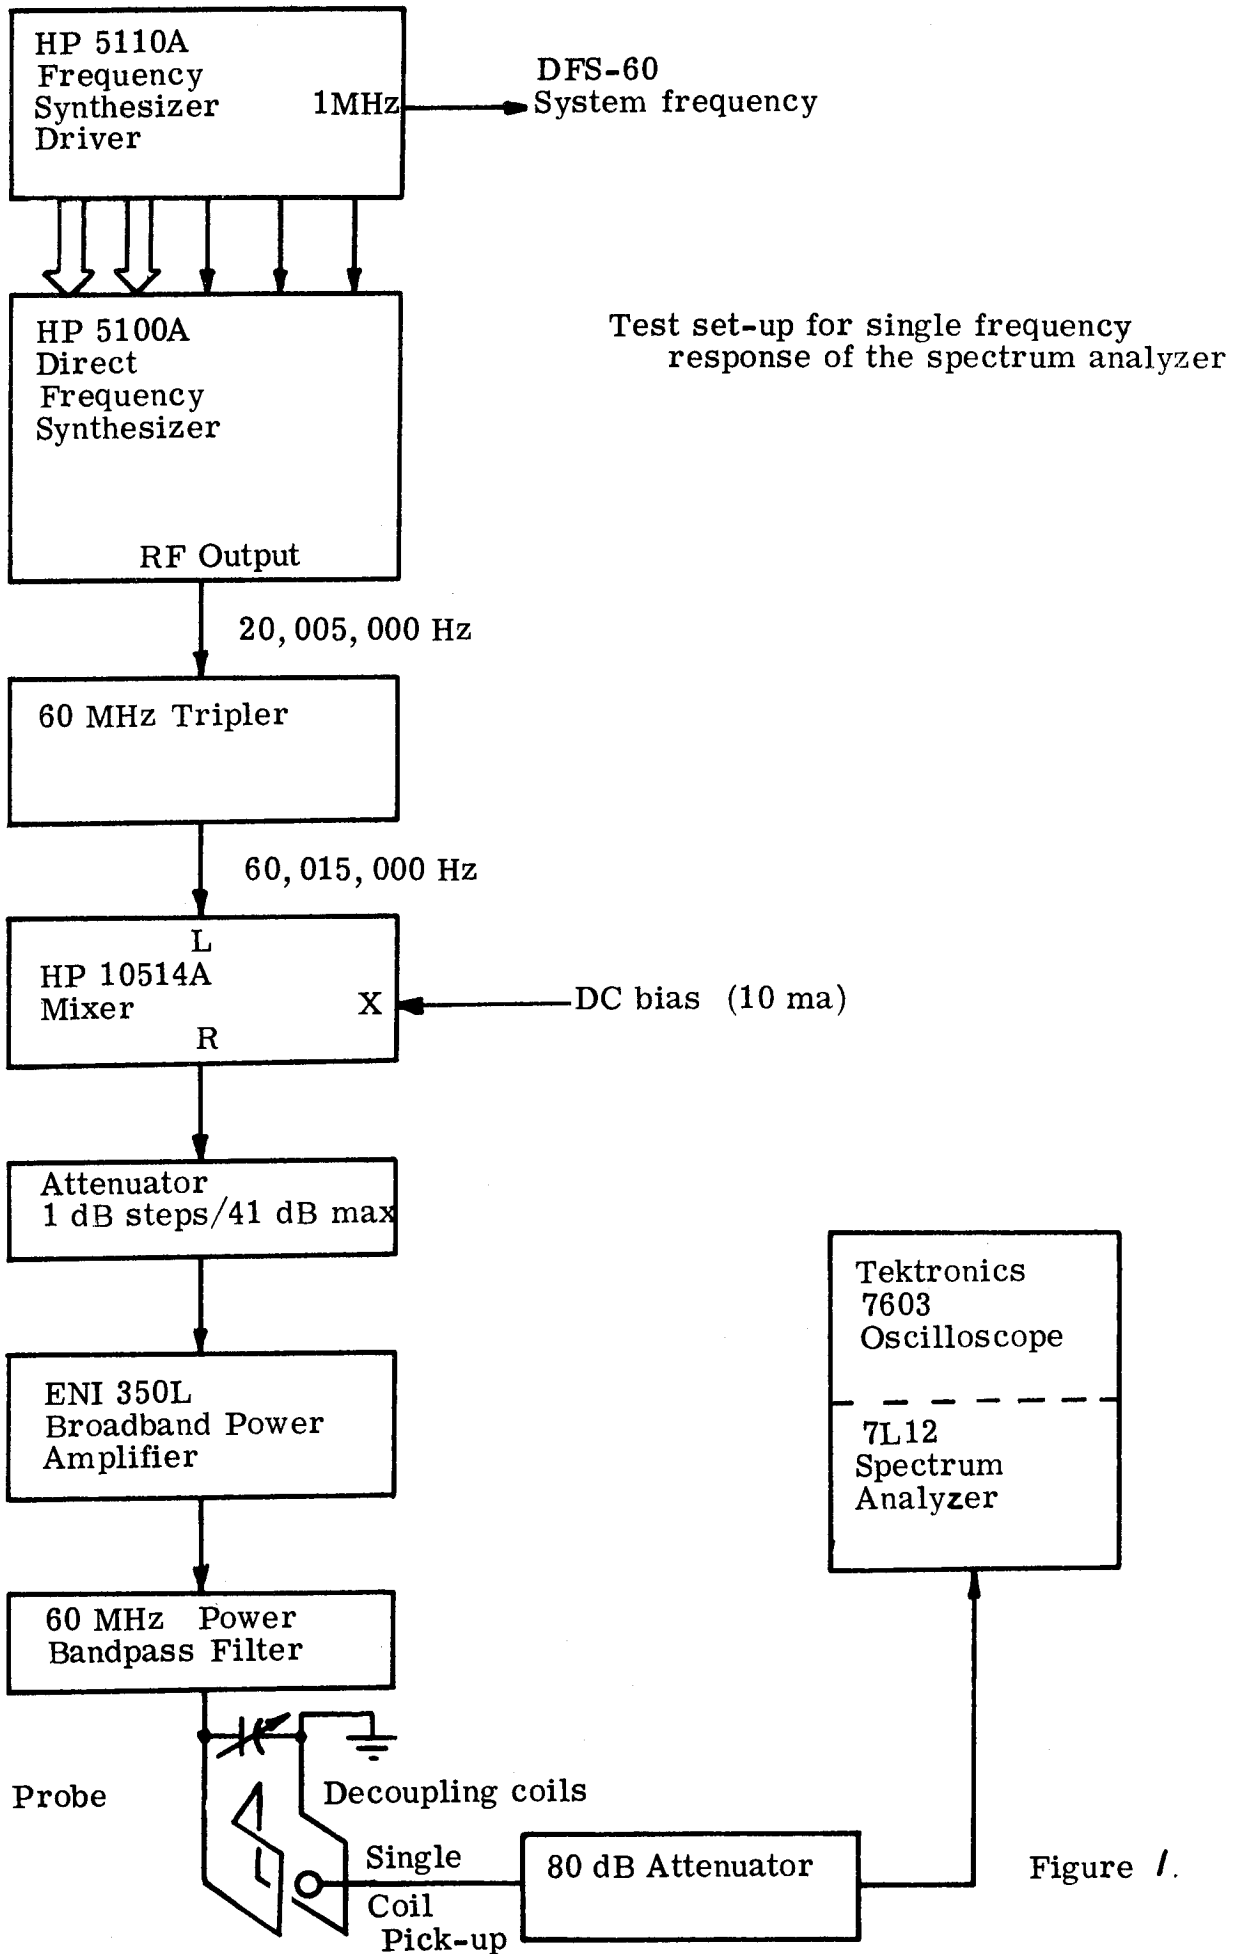 HP 5110A
Frequency
Synthesizer
Driver
1MHz
DFS-60
System frequency
HP 5100A
Direct
Frequency
Synthesizer
RF Output
Test set-up for single frequency
response of the spectrum analyzer
20,005,000 Hz
60 MHz Tripler
60,015,000 Hz
L
HP 10514A
Mixer
X
R
DC bias (10 ma)
Attenuator
1 dB steps/41 dB max
ENI 350L
Broadband Power
Amplifier
Tektronics
7603
Oscilloscope
7L12
Spectrum
Analyzer
60 MHz Power
Bandpass Filter
Probe
Decoupling coils
Single
Coil
Pick-up
80 dB Attenuator
Figure 1.